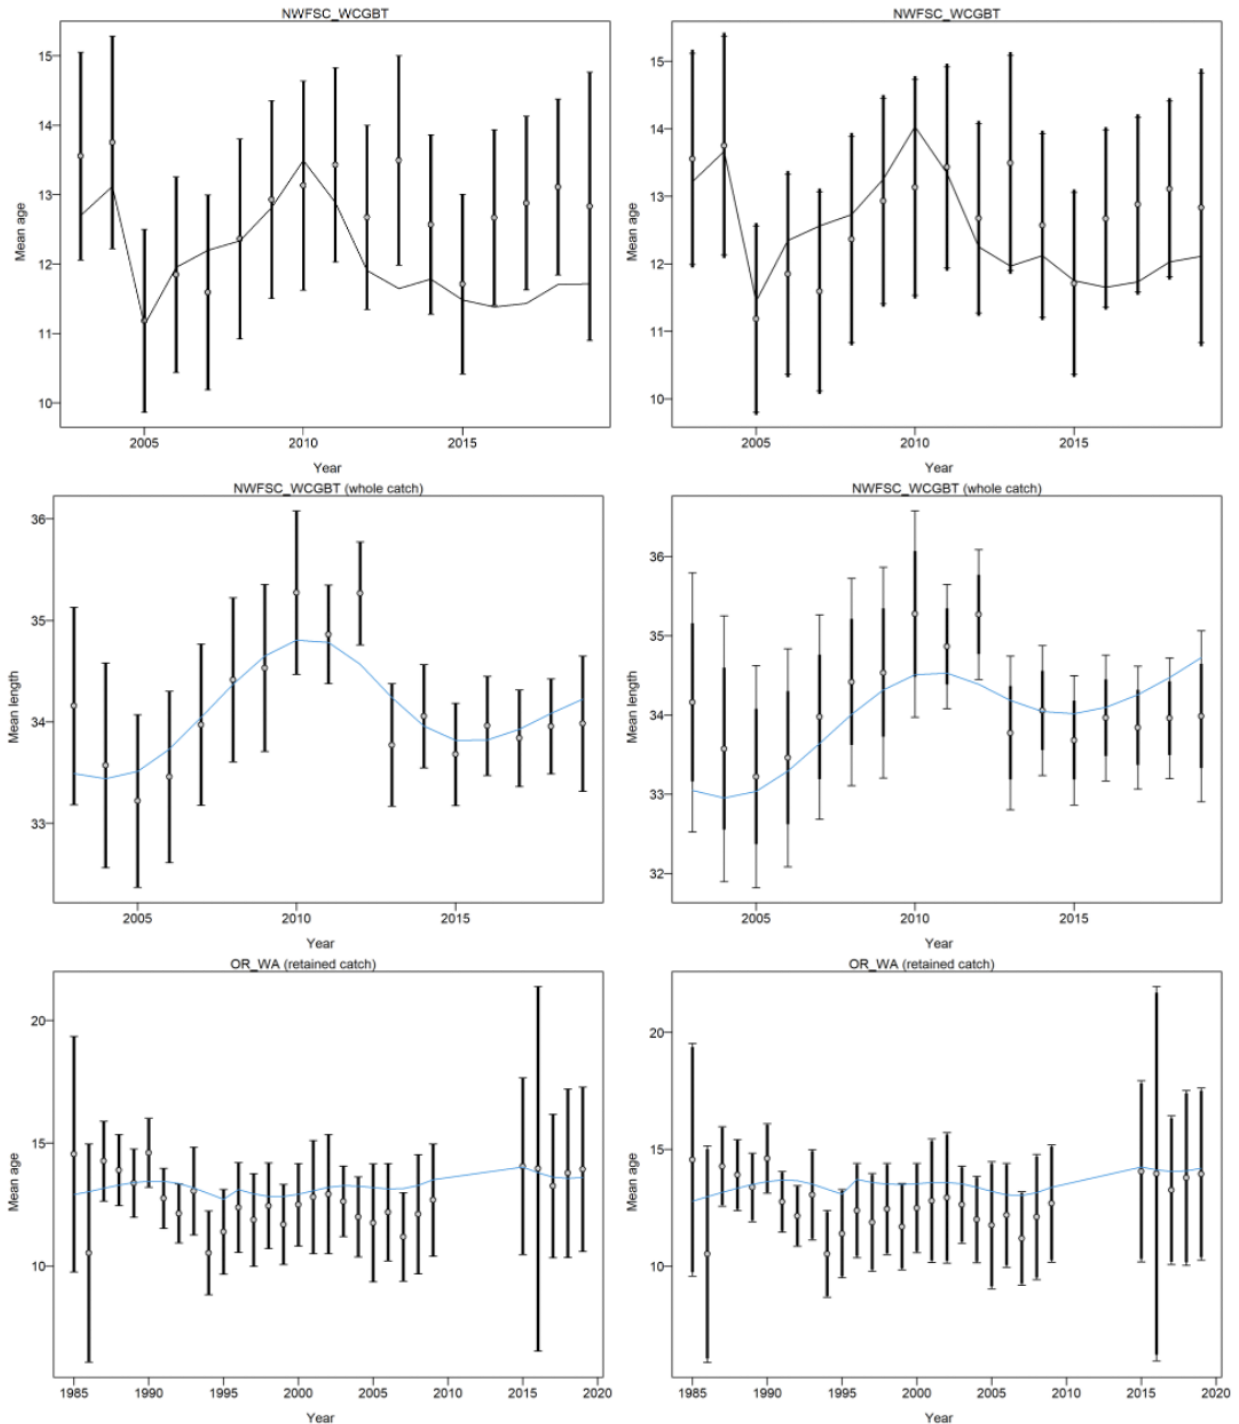 NWFSC_WCGBT
Mean age
15
14
13
12
11
10
2005 2010 2015
Year
NWFSC_WCGBT
Mean age
15
14
13
12
11
10
2005 2010 2015
Year
NWFSC_WCGBT (whole catch)
Mean length
36
35
34
33
2005 2010 2015
Year
NWFSC_WCGBT (whole catch)
Mean length
36
35
34
33
32
2005 2010 2015
Year
OR_WA (retained catch)
Mean age
20
15
10
1985 1990 1995 2000 2005 2010 2015 2020
Year
OR_WA (retained catch)
Mean age
20
15
10
1985 1990 1995 2000 2005 2010 2015 2020
Year